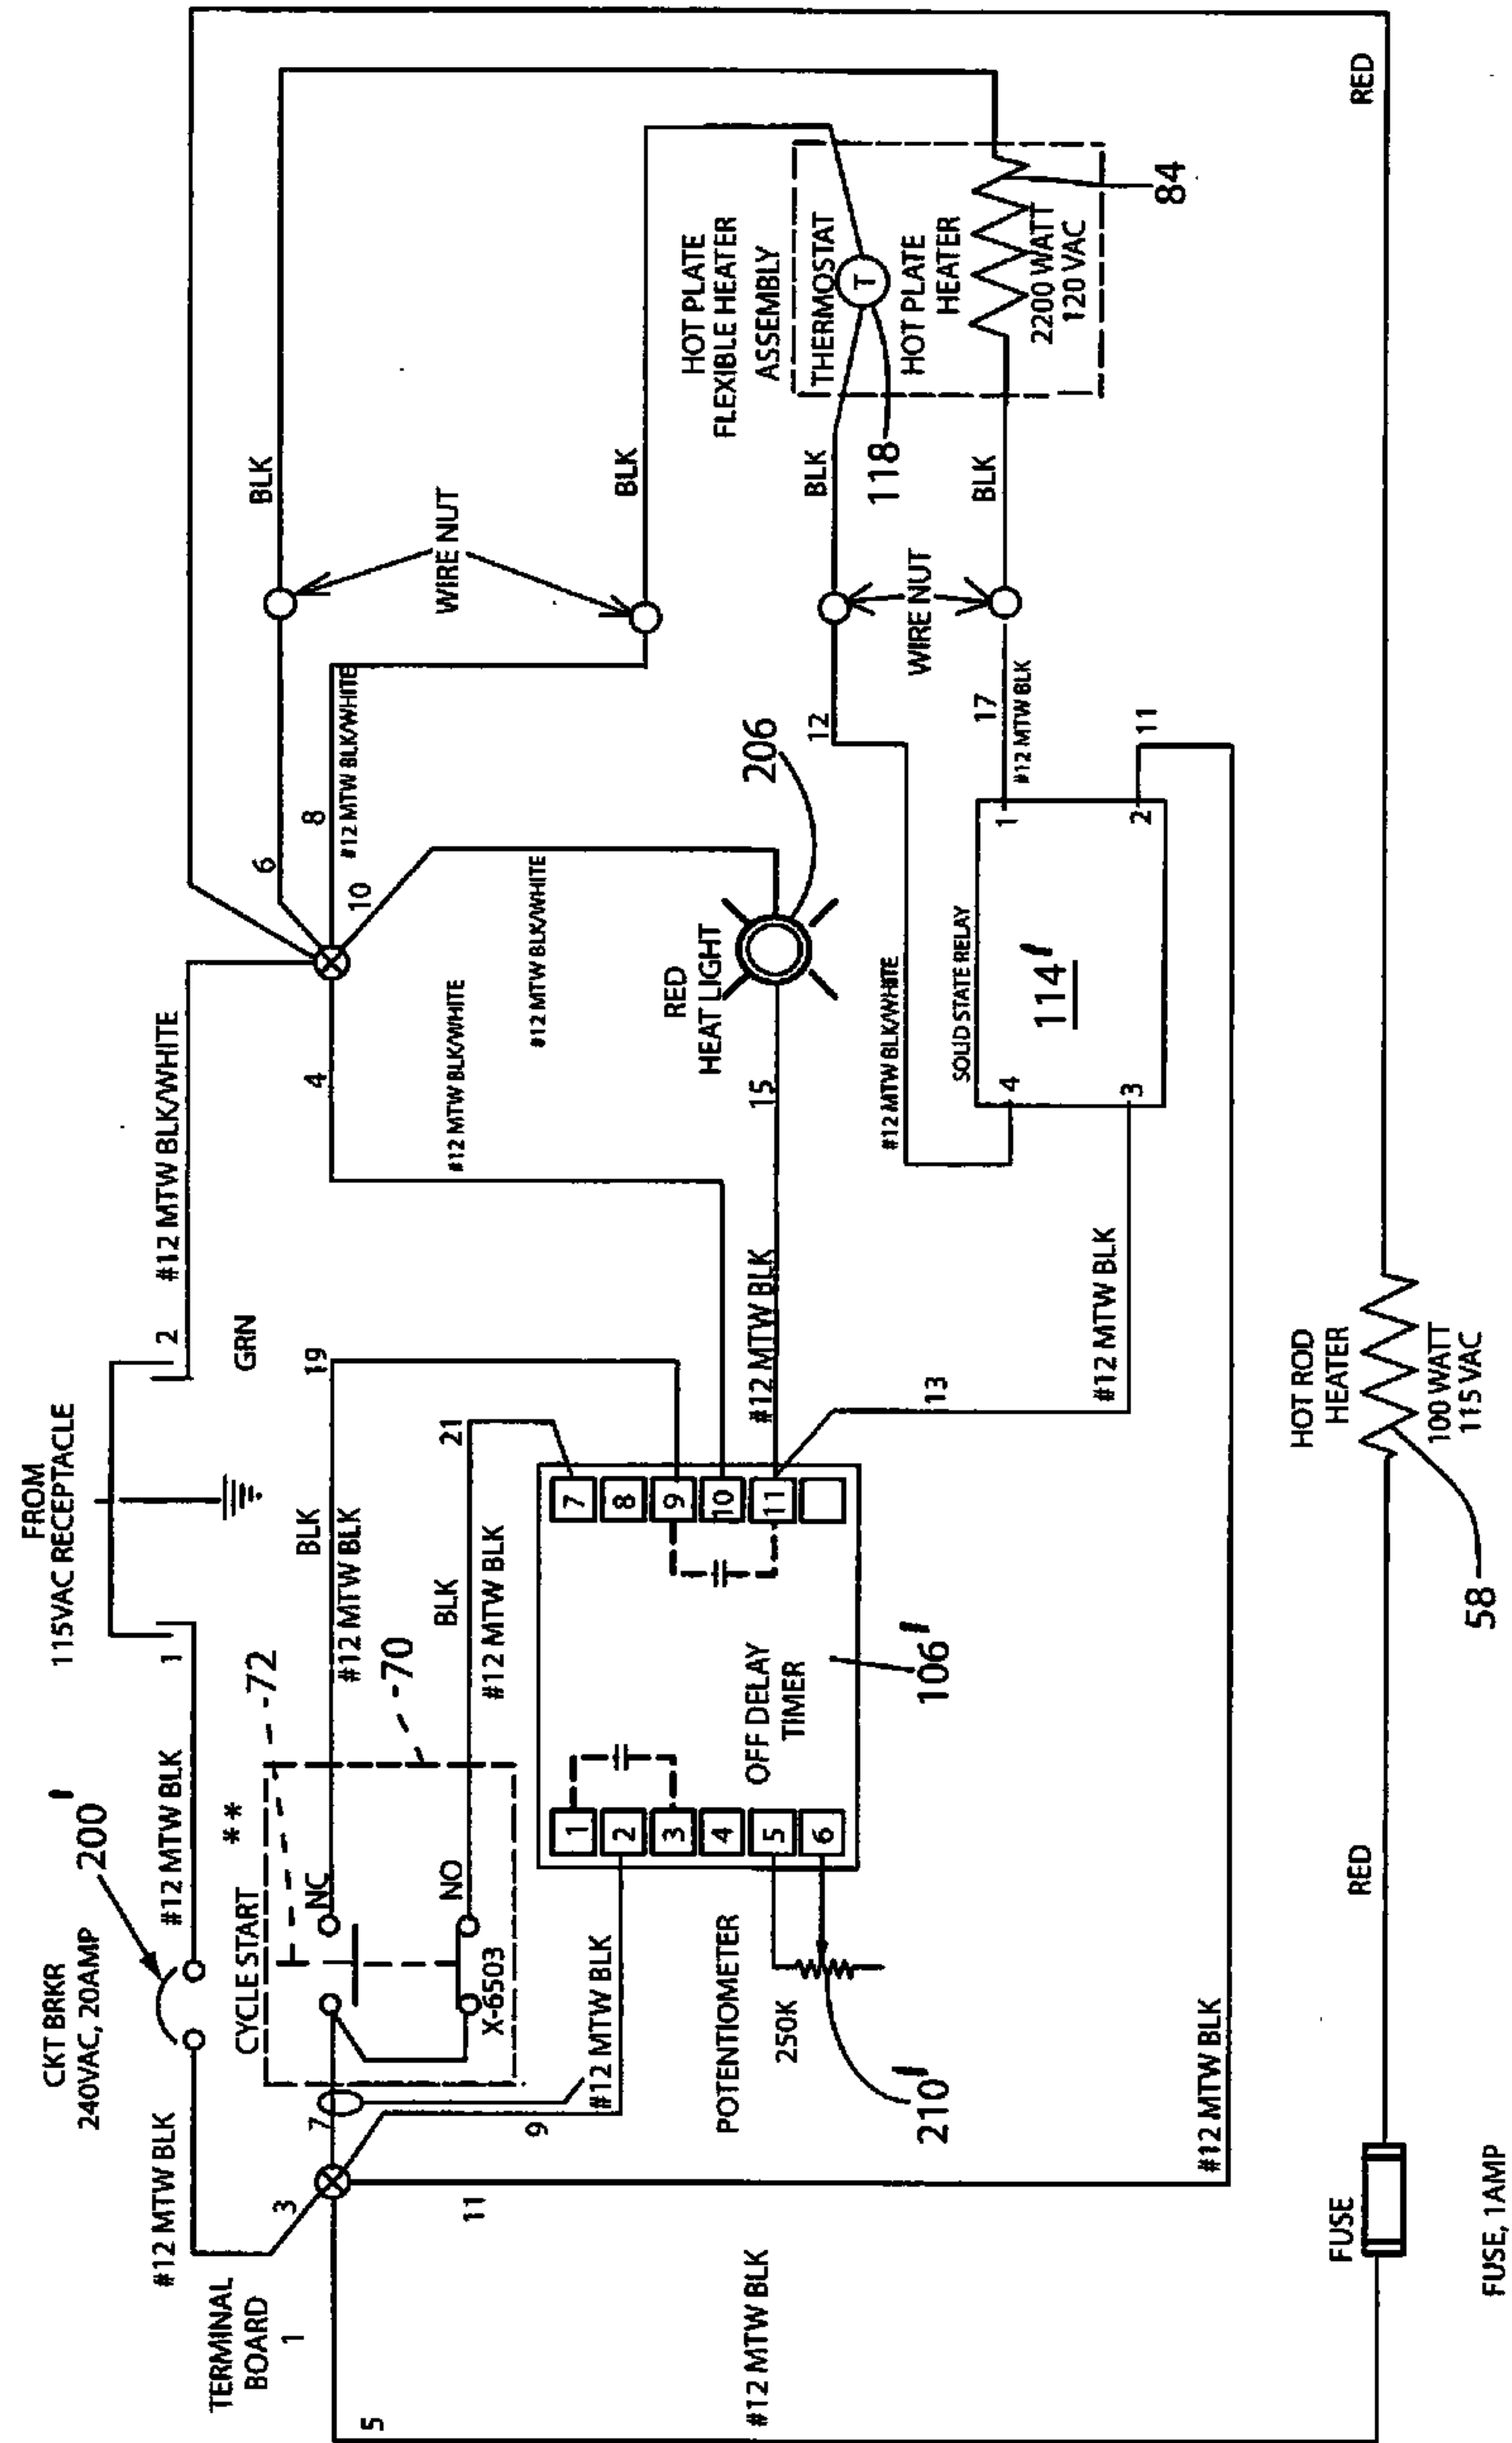 FROM
115VAC RECEPTACLE
CKT BRKR
240VAC, 20AMP
200'
#12 MTW BLK
#12 MTW BLK
1
2
#12 MTW BLK/WHITE
GRN
TERMINAL
BOARD
1
3
5
7
9
11
CYCLE START **
72
70
NC
NO
X-6503
BLK
#12 MTW BLK
19
BLK
#12 MTW BLK
21
#12 MTW BLK
1
2
3
4
5
6
7
8
9
10
11
OFF DELAY
TIMER
106'
POTENTIOMETER
250K
210'
4
6
8
10
#12 MTW BLK/WHITE
#12 MTW BLK/WHITE
#12 MTW BLK/WHITE
RED
HEAT LIGHT
206
15
#12 MTW BLK
13
#12 MTW BLK
#12 MTW BLK/WHITE
12
SOLID STATE RELAY
114'
1
2
3
4
17
#12 MTW BLK
11
BLK
WIRE NUT
BLK
WIRE NUT
BLK
BLK
HOT PLATE
FLEXIBLE HEATER
ASSEMBLY
THERMOSTAT
T
118
HOT PLATE
HEATER
2200 WATT
120 VAC
84
#12 MTW BLK
#12 MTW BLK
FUSE
FUSE, 1AMP
RED
HOT ROD
HEATER
100 WATT
115 VAC
58
RED